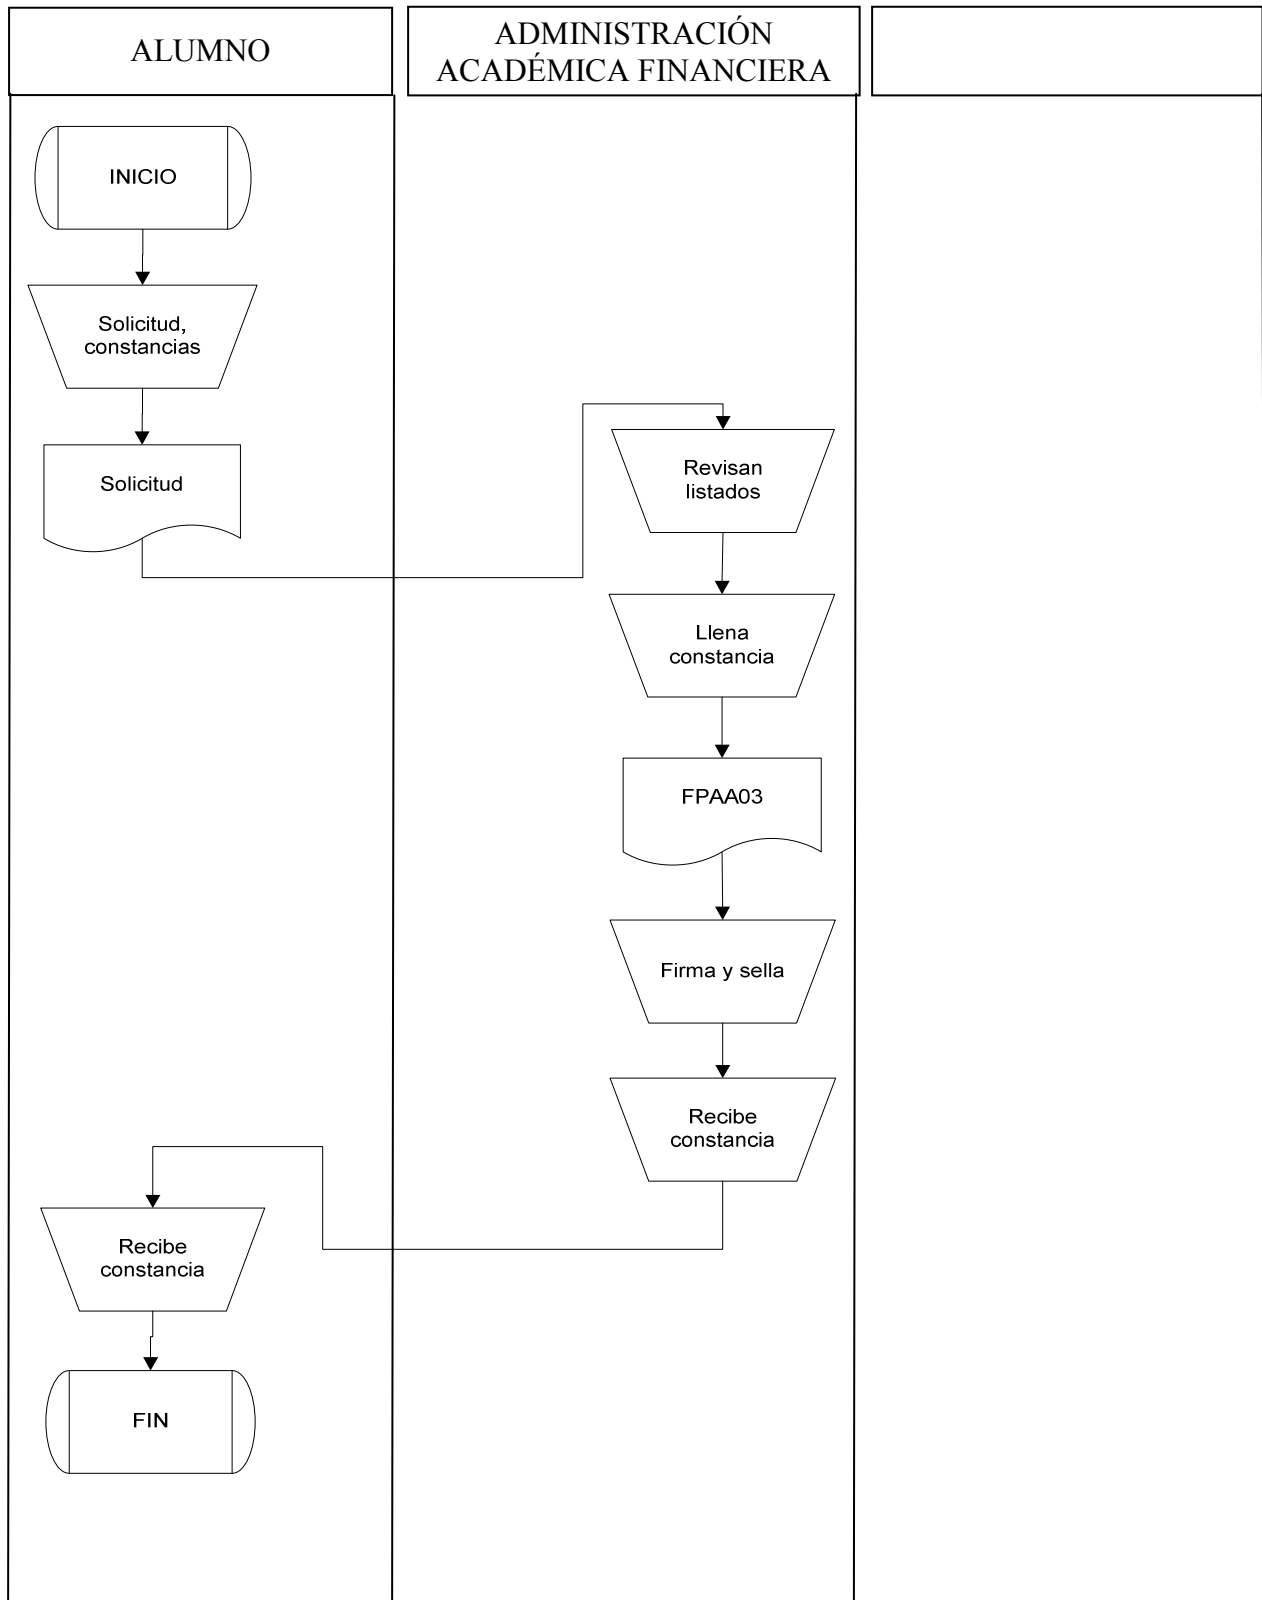 ALUMNO
ADMINISTRACIÓN
ACADÉMICA FINANCIERA
INICIO
Solicitud,
constancias
Solicitud
Revisan
listados
Llena
constancia
FPAA03
Firma y sella
Recibe
constancia
Recibe
constancia
FIN